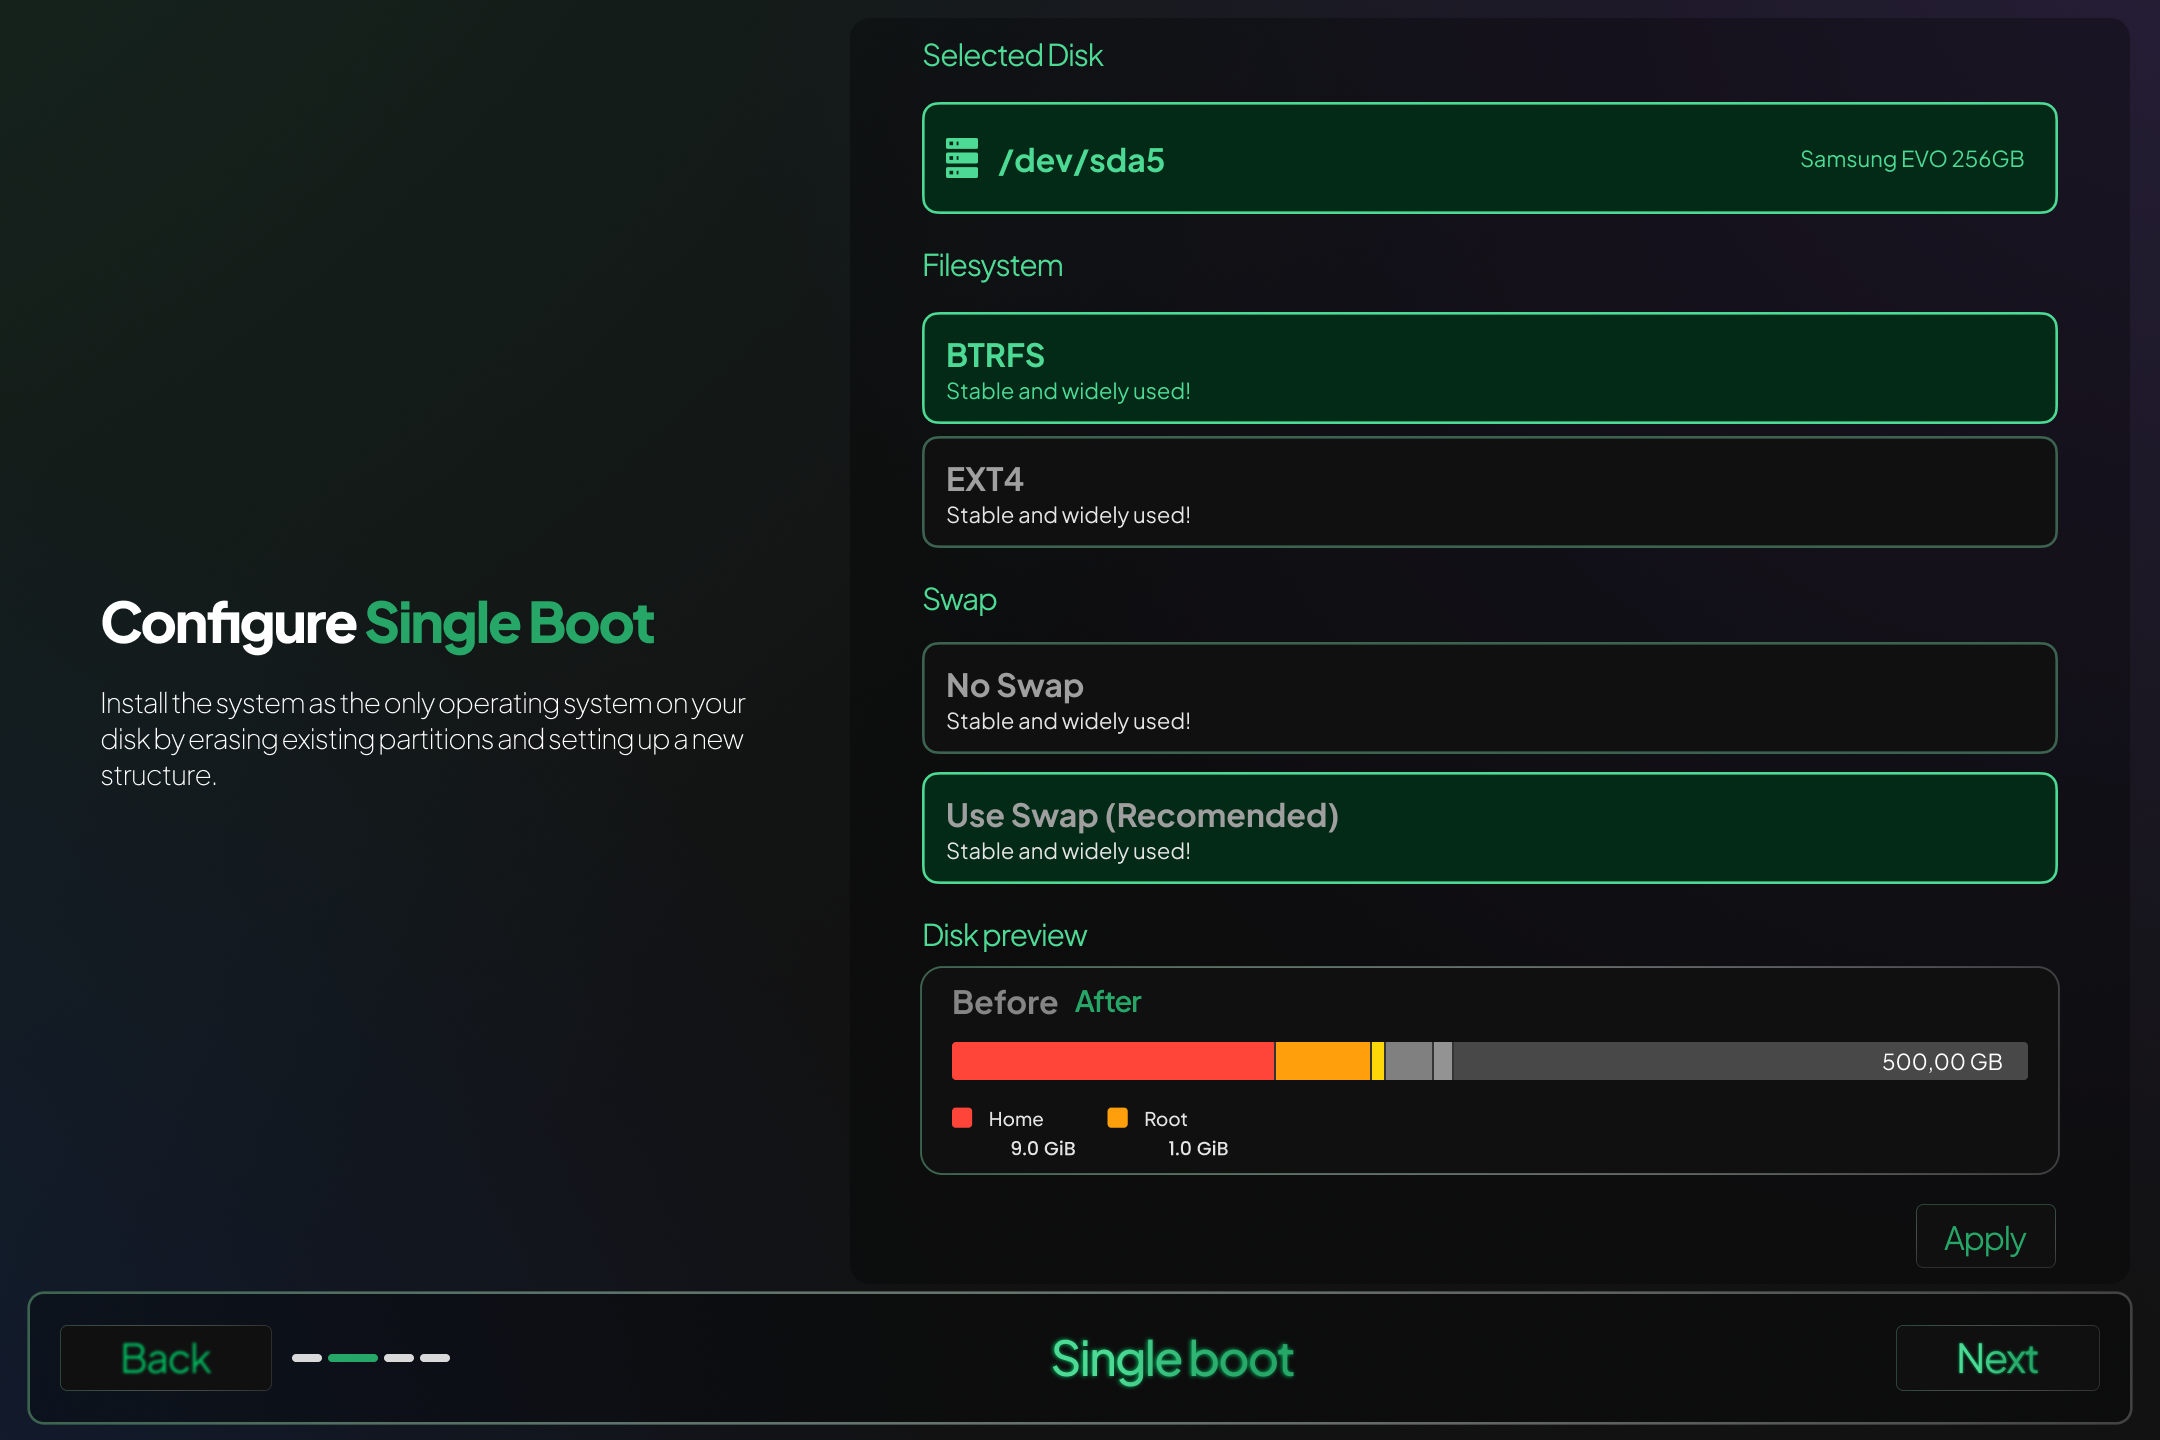 Selected Disk
/dev/sda5
Samsung EVO 256GB
Filesystem
BTRFS
Stable and widely used!
EXT4
Stable and widely used!
Swap
No Swap
Stable and widely used!
Use Swap (Recomended)
Stable and widely used!
Disk preview
Before After
500,00 GB
Home Root
9.0 GiB 1.0 GiB
Apply
Configure Single Boot
Install the system as the only operating system on your
disk by erasing existing partitions and setting up a new
structure.
Back
Single boot
Next